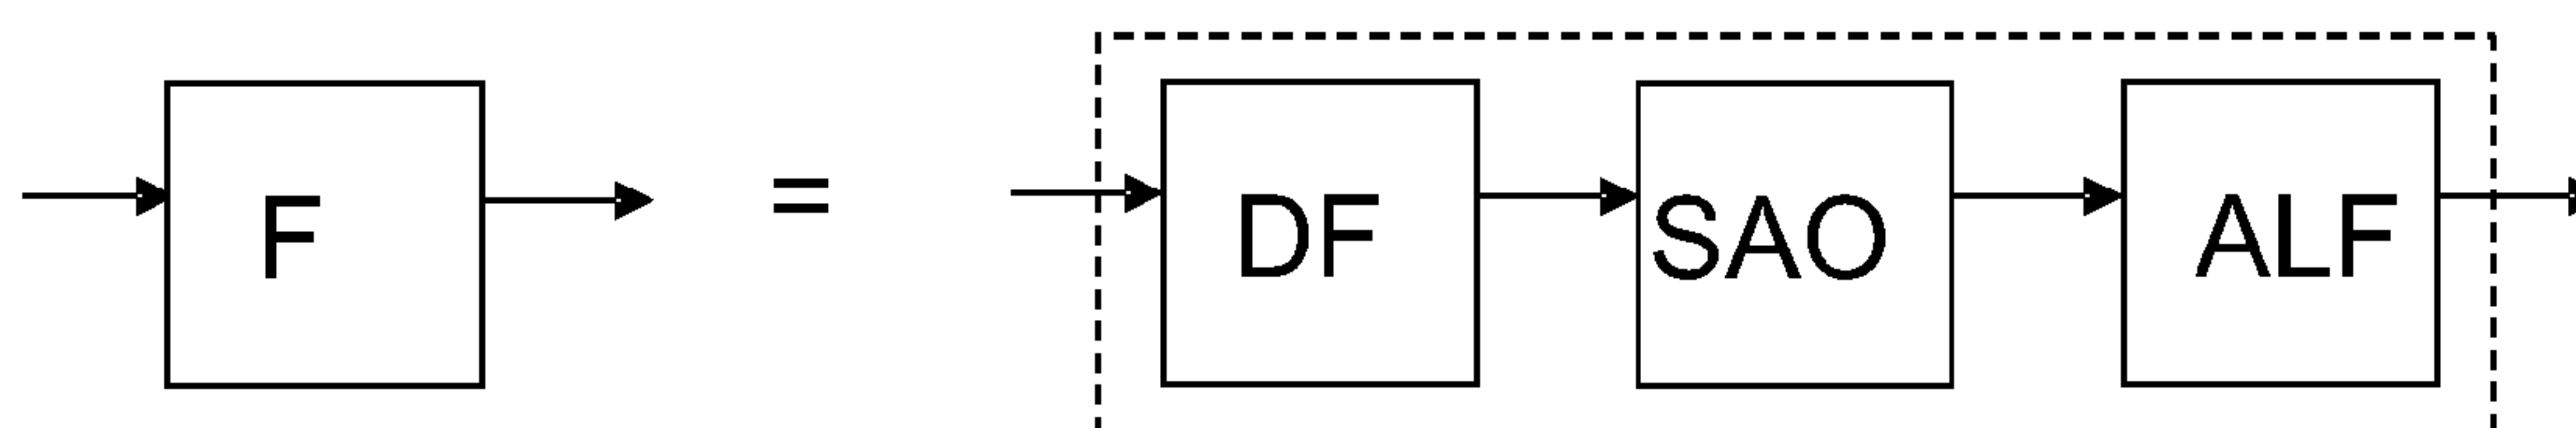 F = DF SAO ALF